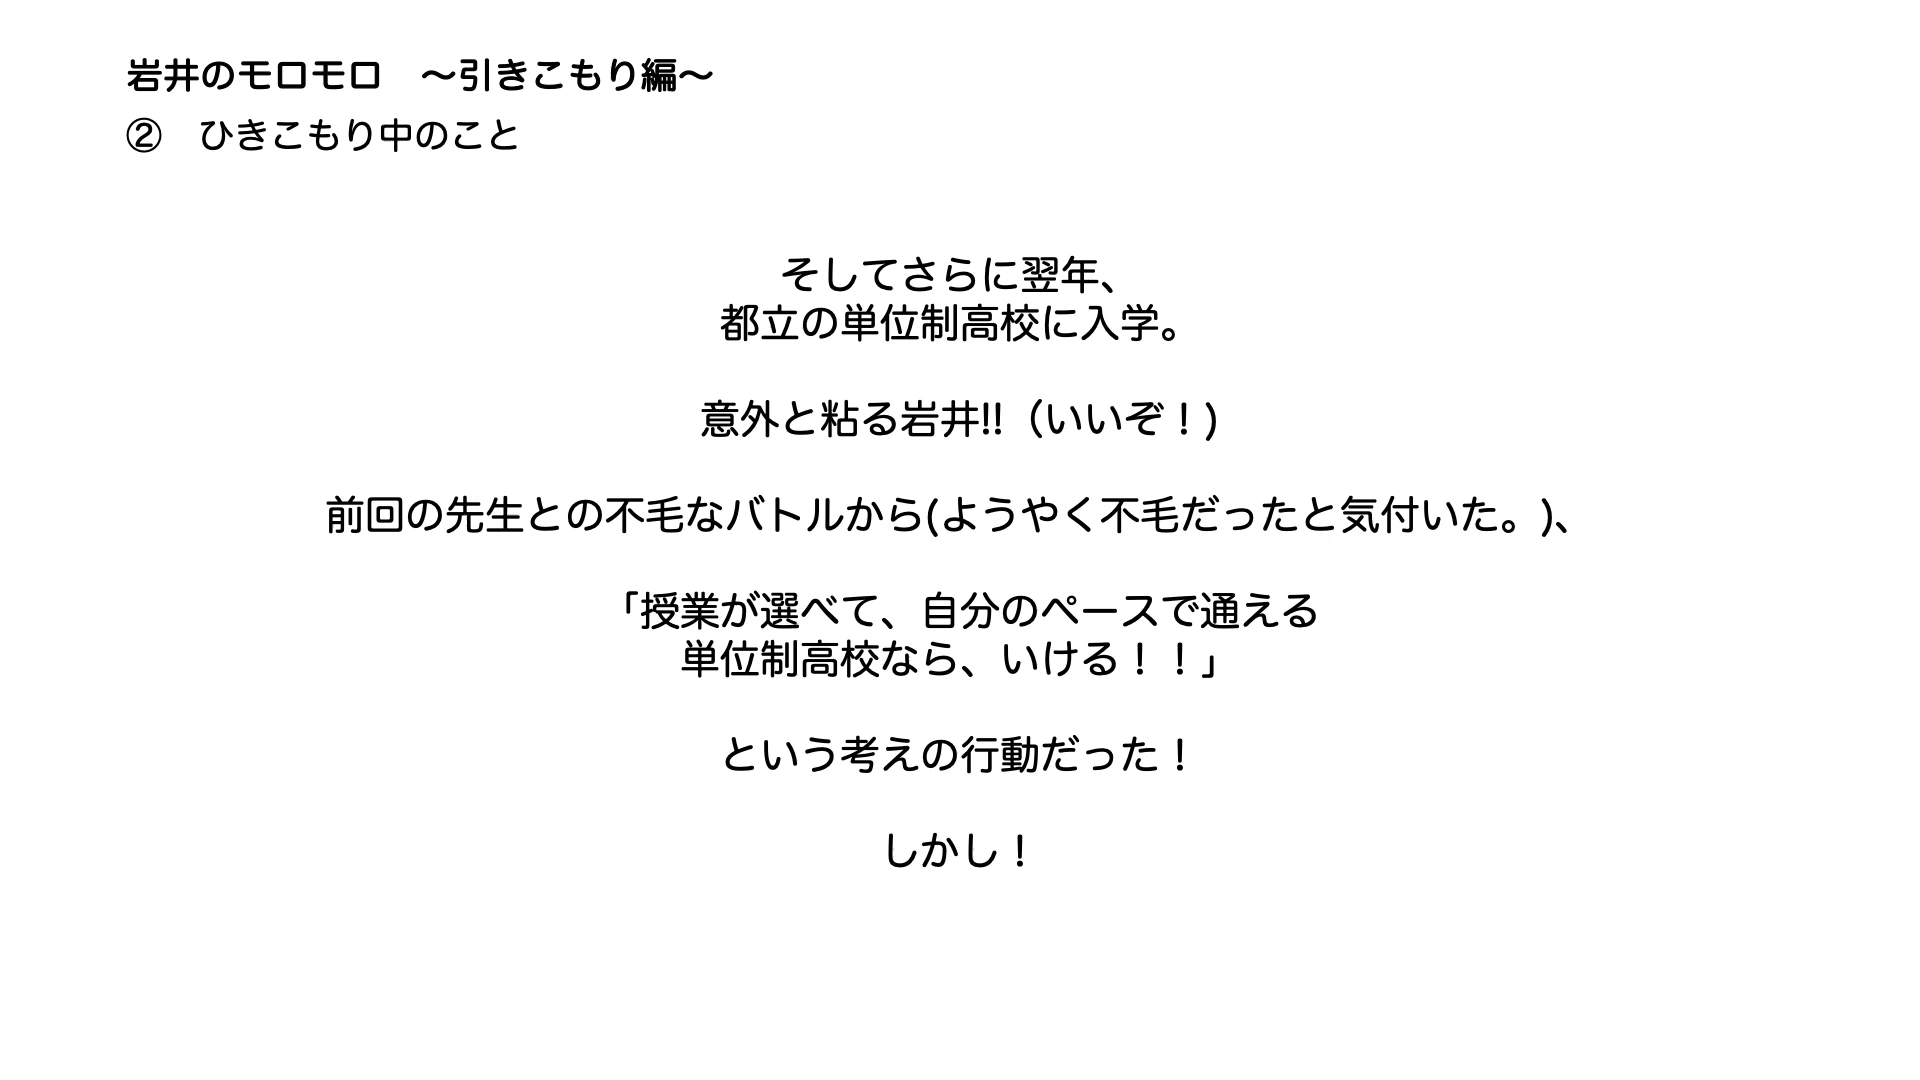 岩井のモロモロ　〜引きこもり編〜
②　ひきこもり中のこと
そしてさらに翌年、
都立の単位制高校に入学。
意外と粘る岩井!!（いいぞ！)
前回の先生との不毛なバトルから(ようやく不毛だったと気付いた。)、
「授業が選べて、自分のペースで通える
単位制高校なら、いける！！」
という考えの行動だった！
しかし！